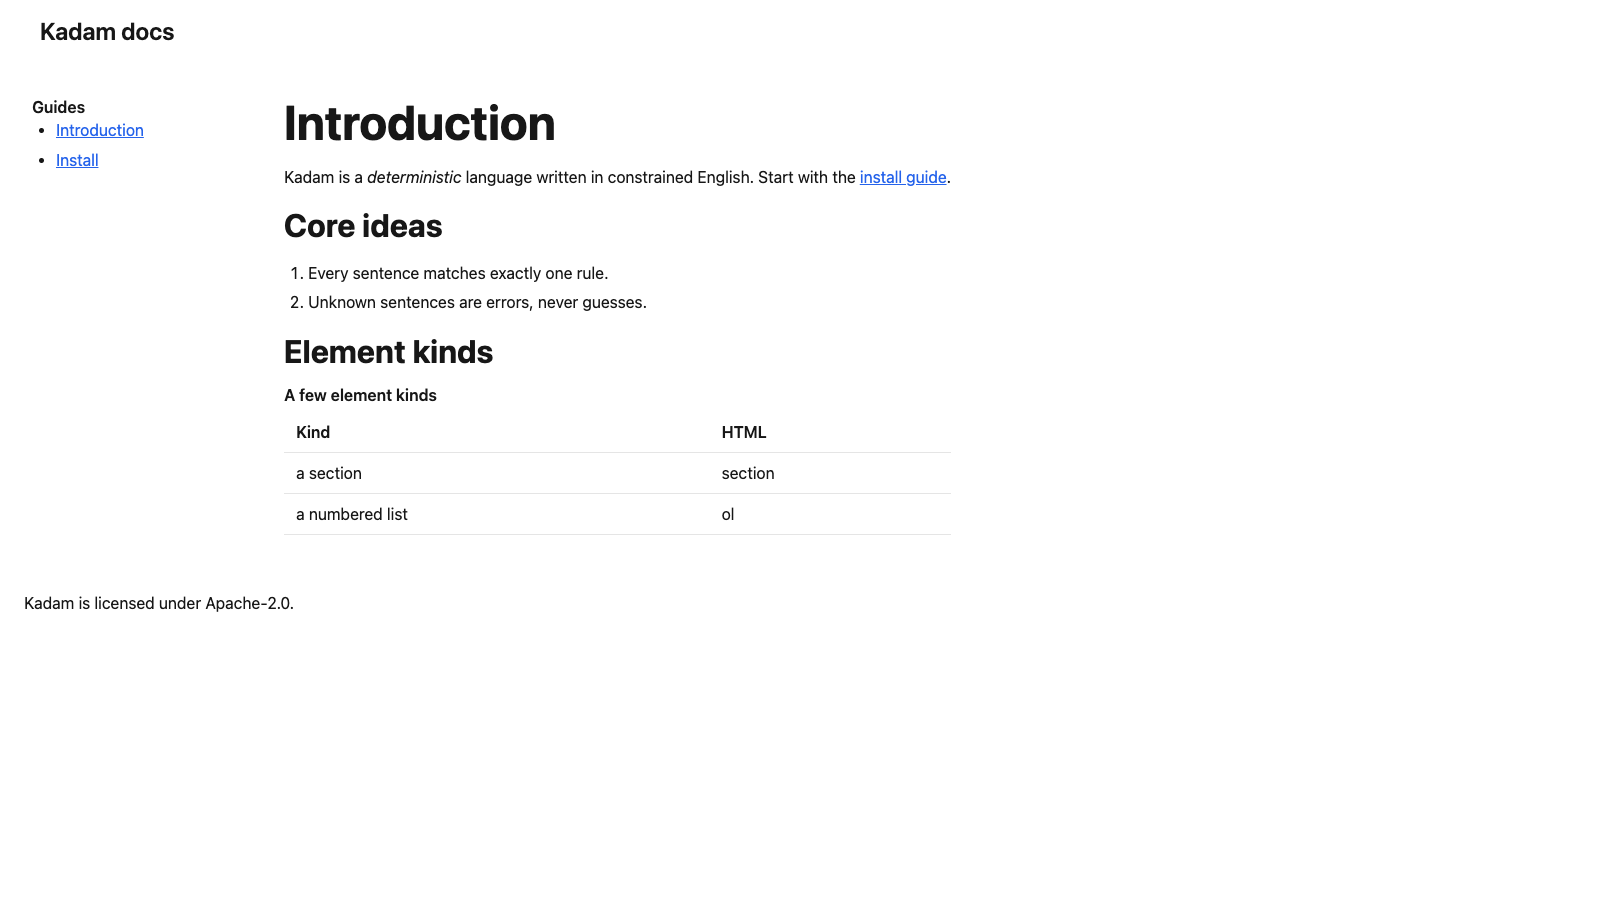 Kadam docs
Guides
Introduction
Install
Introduction
Kadam is a deterministic language written in constrained English. Start with the install guide.
Core ideas
1. Every sentence matches exactly one rule.
2. Unknown sentences are errors, never guesses.
Element kinds
A few element kinds
Kind HTML
a section section
a numbered list ol
Kadam is licensed under Apache-2.0.